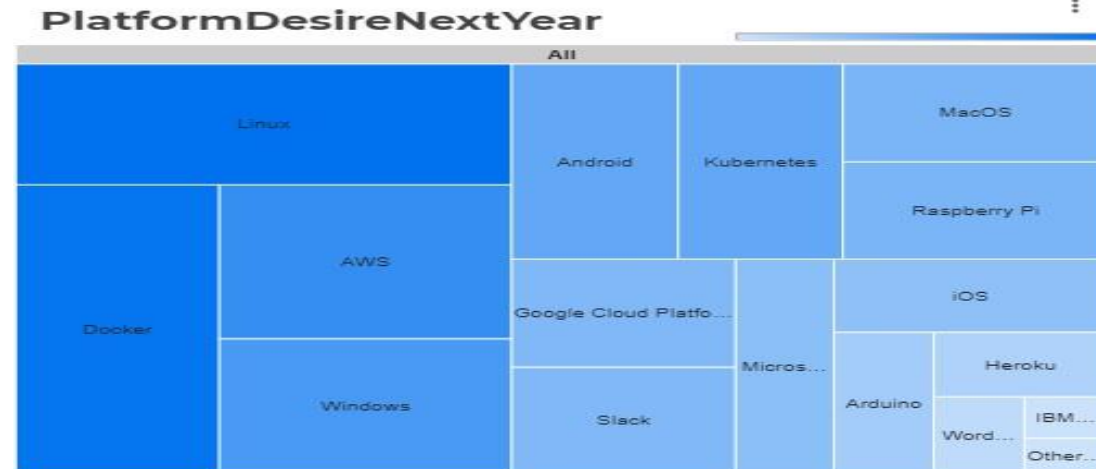 PlatformDesireNextYear
All
Linux
Android
Kubernetes
MacOS
Raspberry Pi
AWS
Docker
Windows
Google Cloud Platfo...
Slack
Micros...
iOS
Arduino
Heroku
Word...
IBM...
Other...